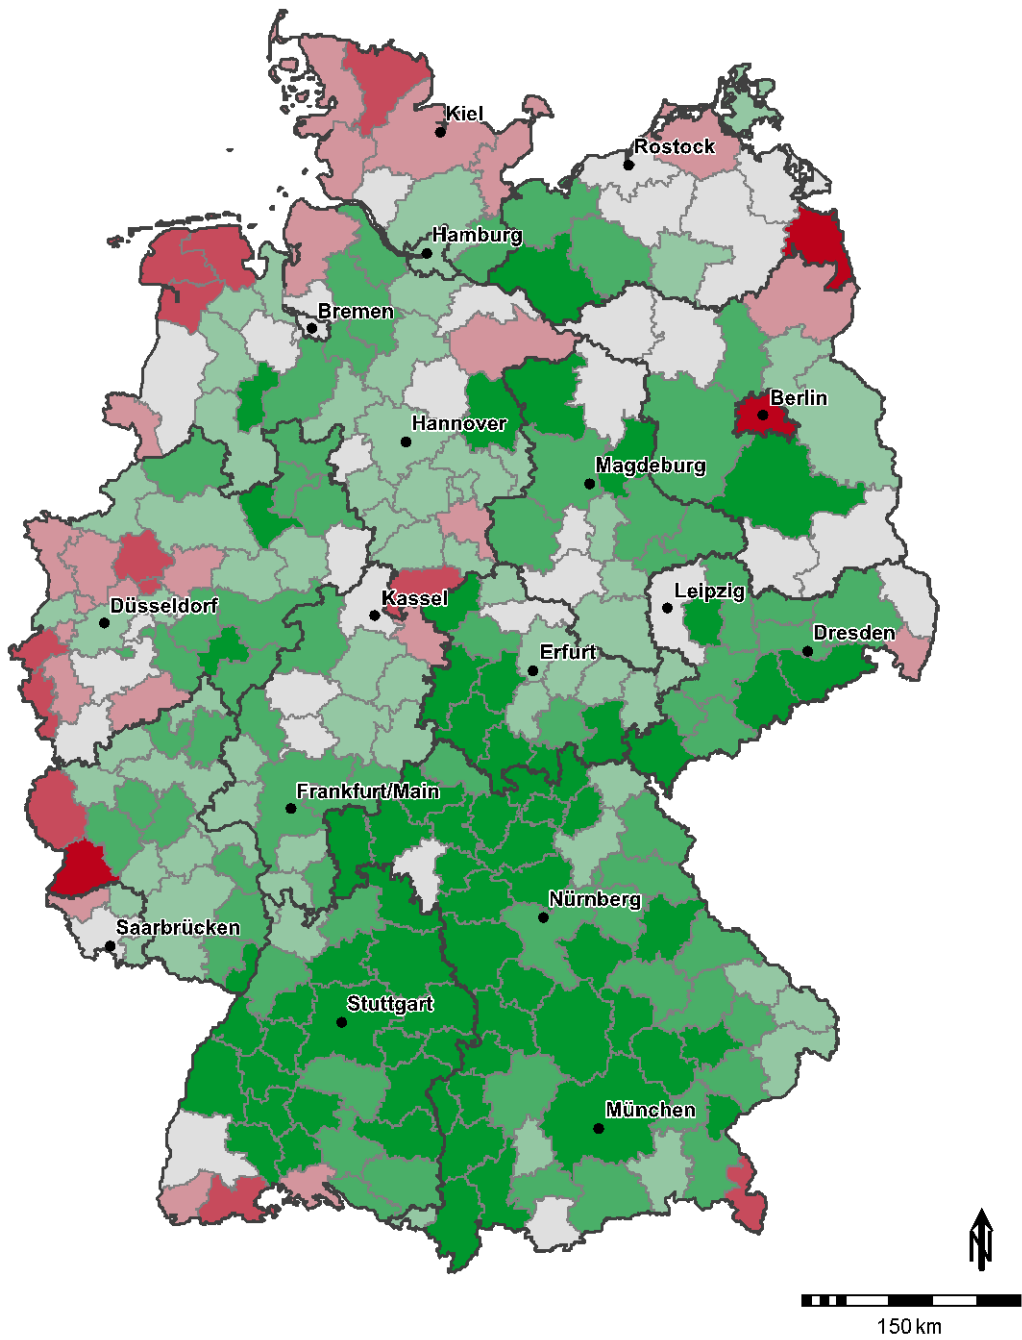 Kiel
Rostock
Hamburg
Bremen
Berlin
Hannover
Magdeburg
Leipzig
Kassel
Düsseldorf
Dresden
Erfurt
Frankfurt/Main
Nürnberg
Saarbrücken
Stuttgart
München
N
150 km